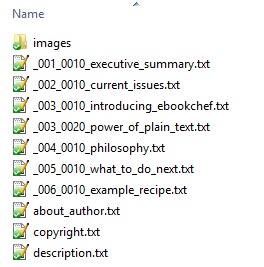 Name
images
_001_0010_executive_summary.txt
_002_0010_current_issues.txt
_003_0010_introducing_ebookchef.txt
_003_0020_power_of_plain_text.txt
_004_0010_philosophy.txt
_005_0010_what_to_do_next.txt
_006_0010_example_recipe.txt
about_author.txt
copyright.txt
description.txt